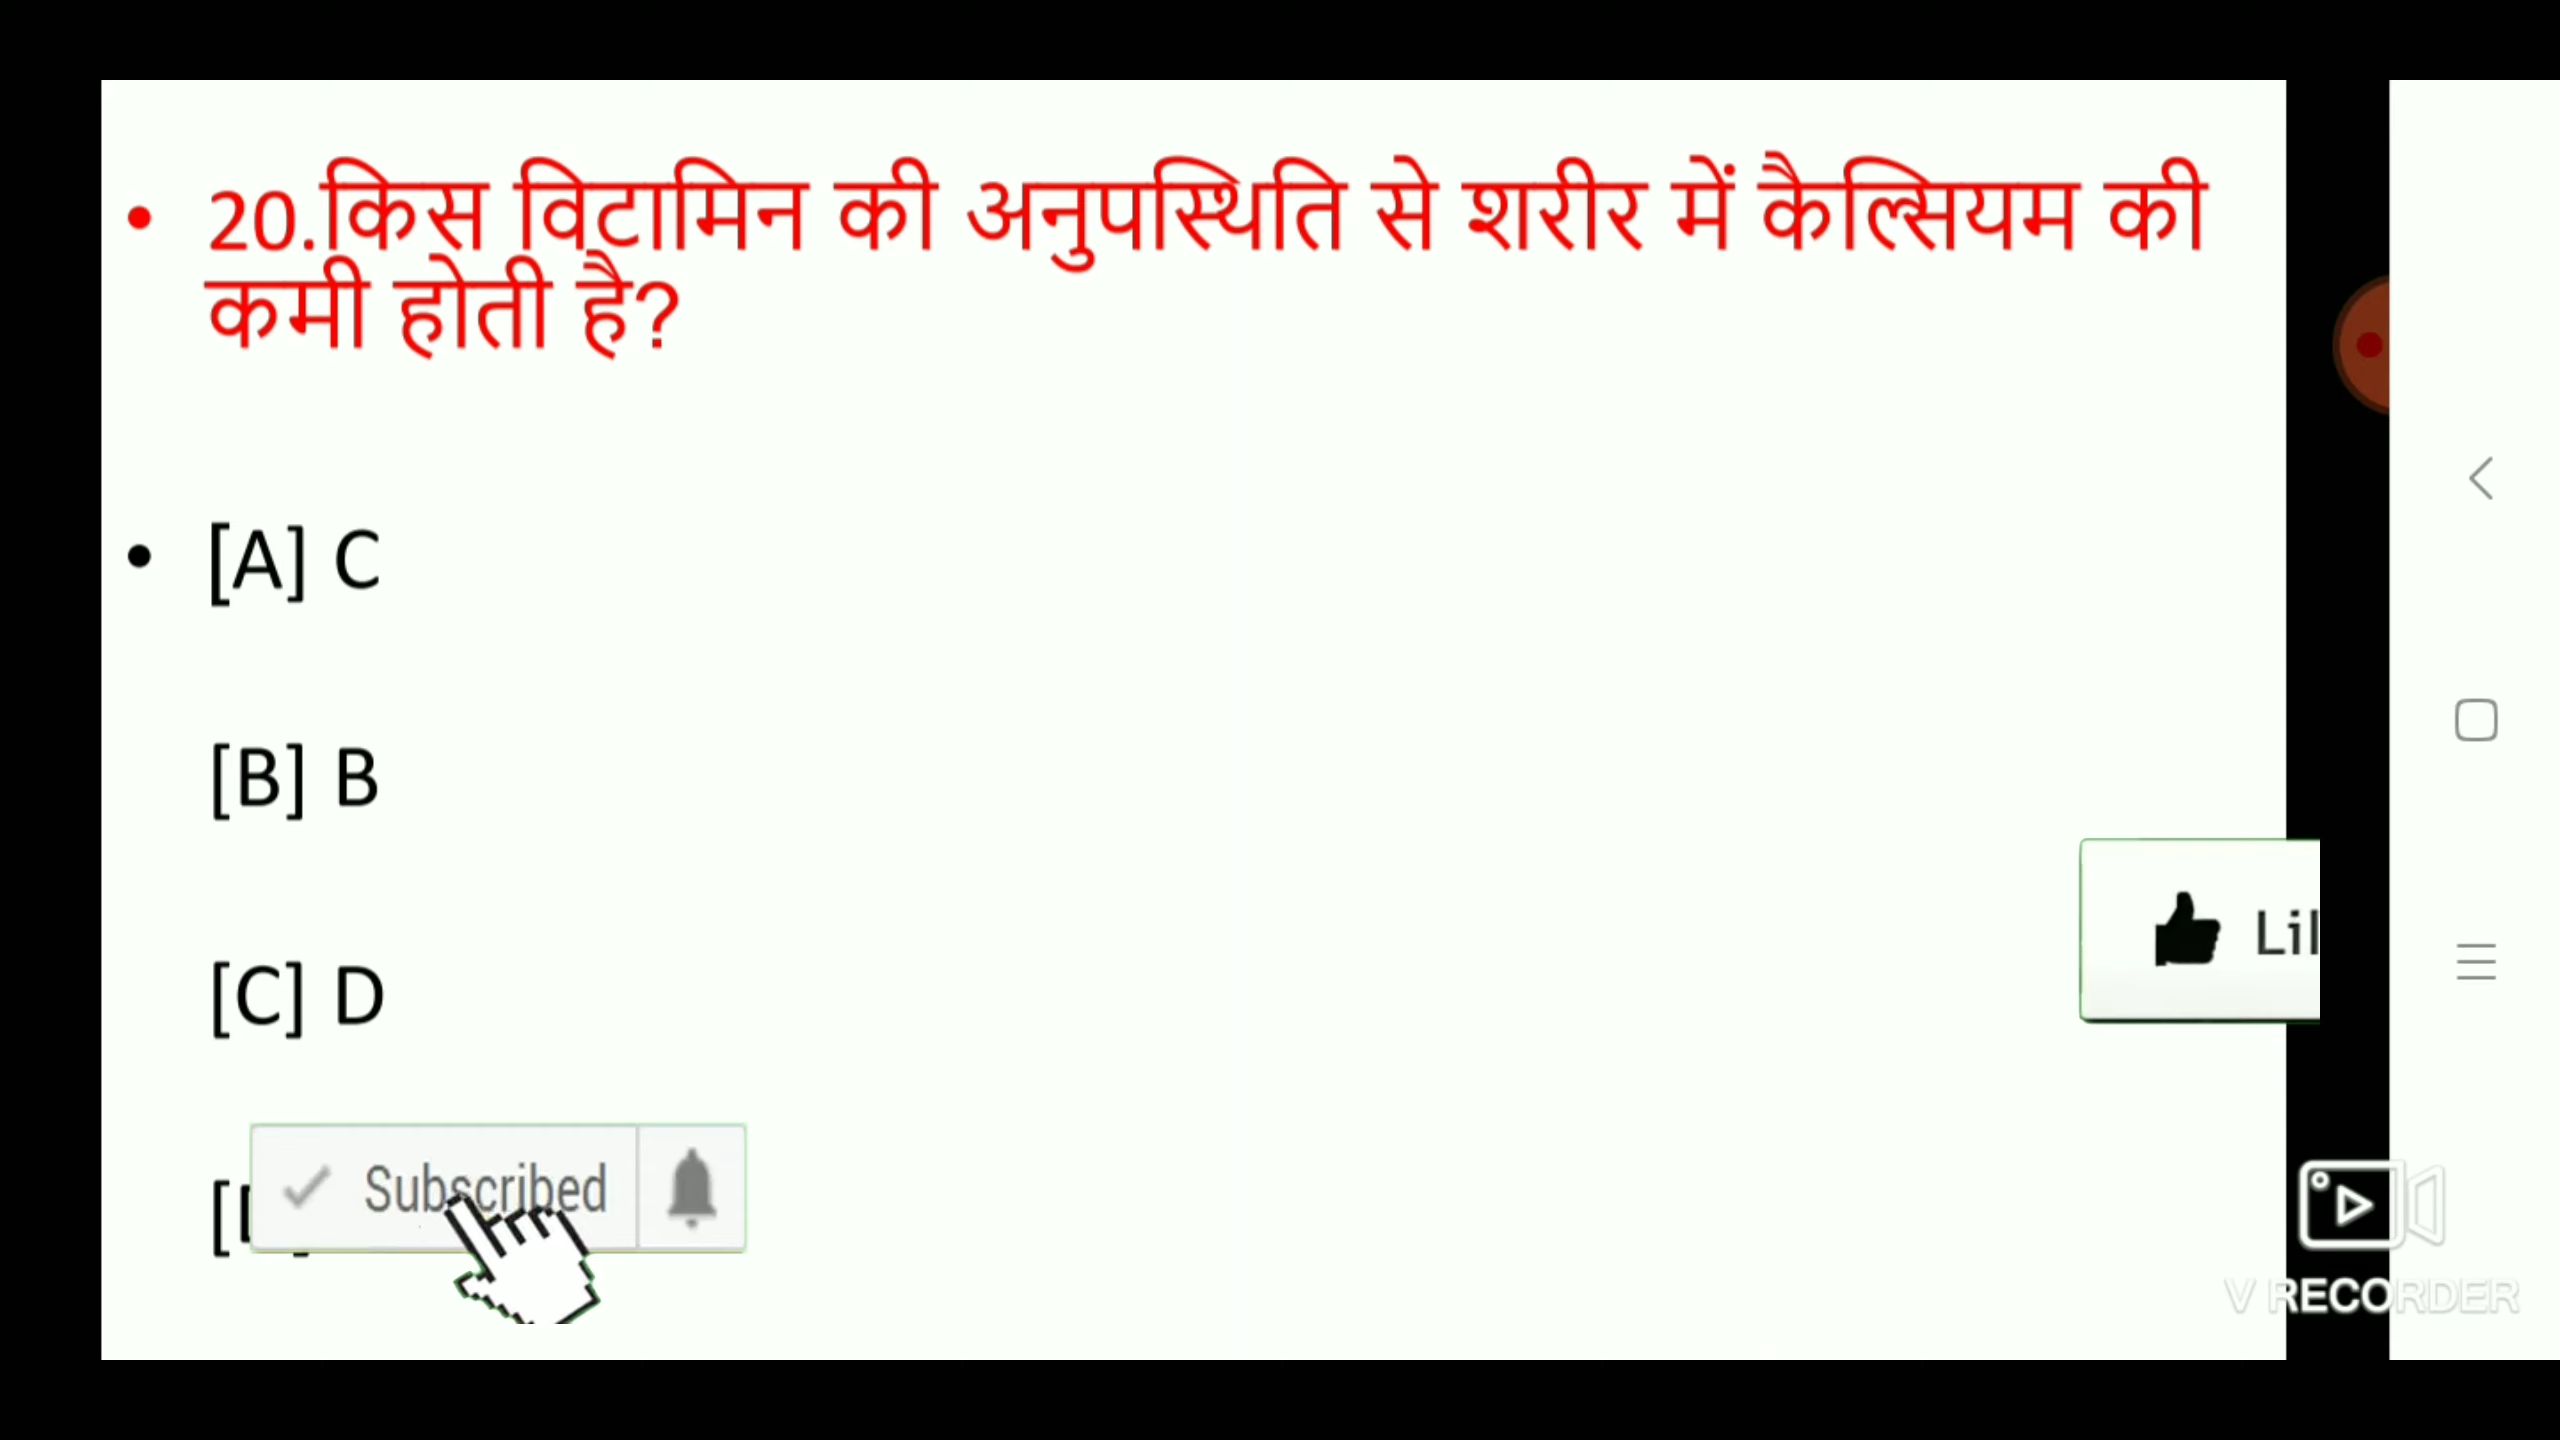 • 20.किस विटामिन की अनुपस्थिति से शरीर में कैल्सियम की
कमी होती है?
• [A] C
[B] B
[C] D
Subscribed
V RECORDER